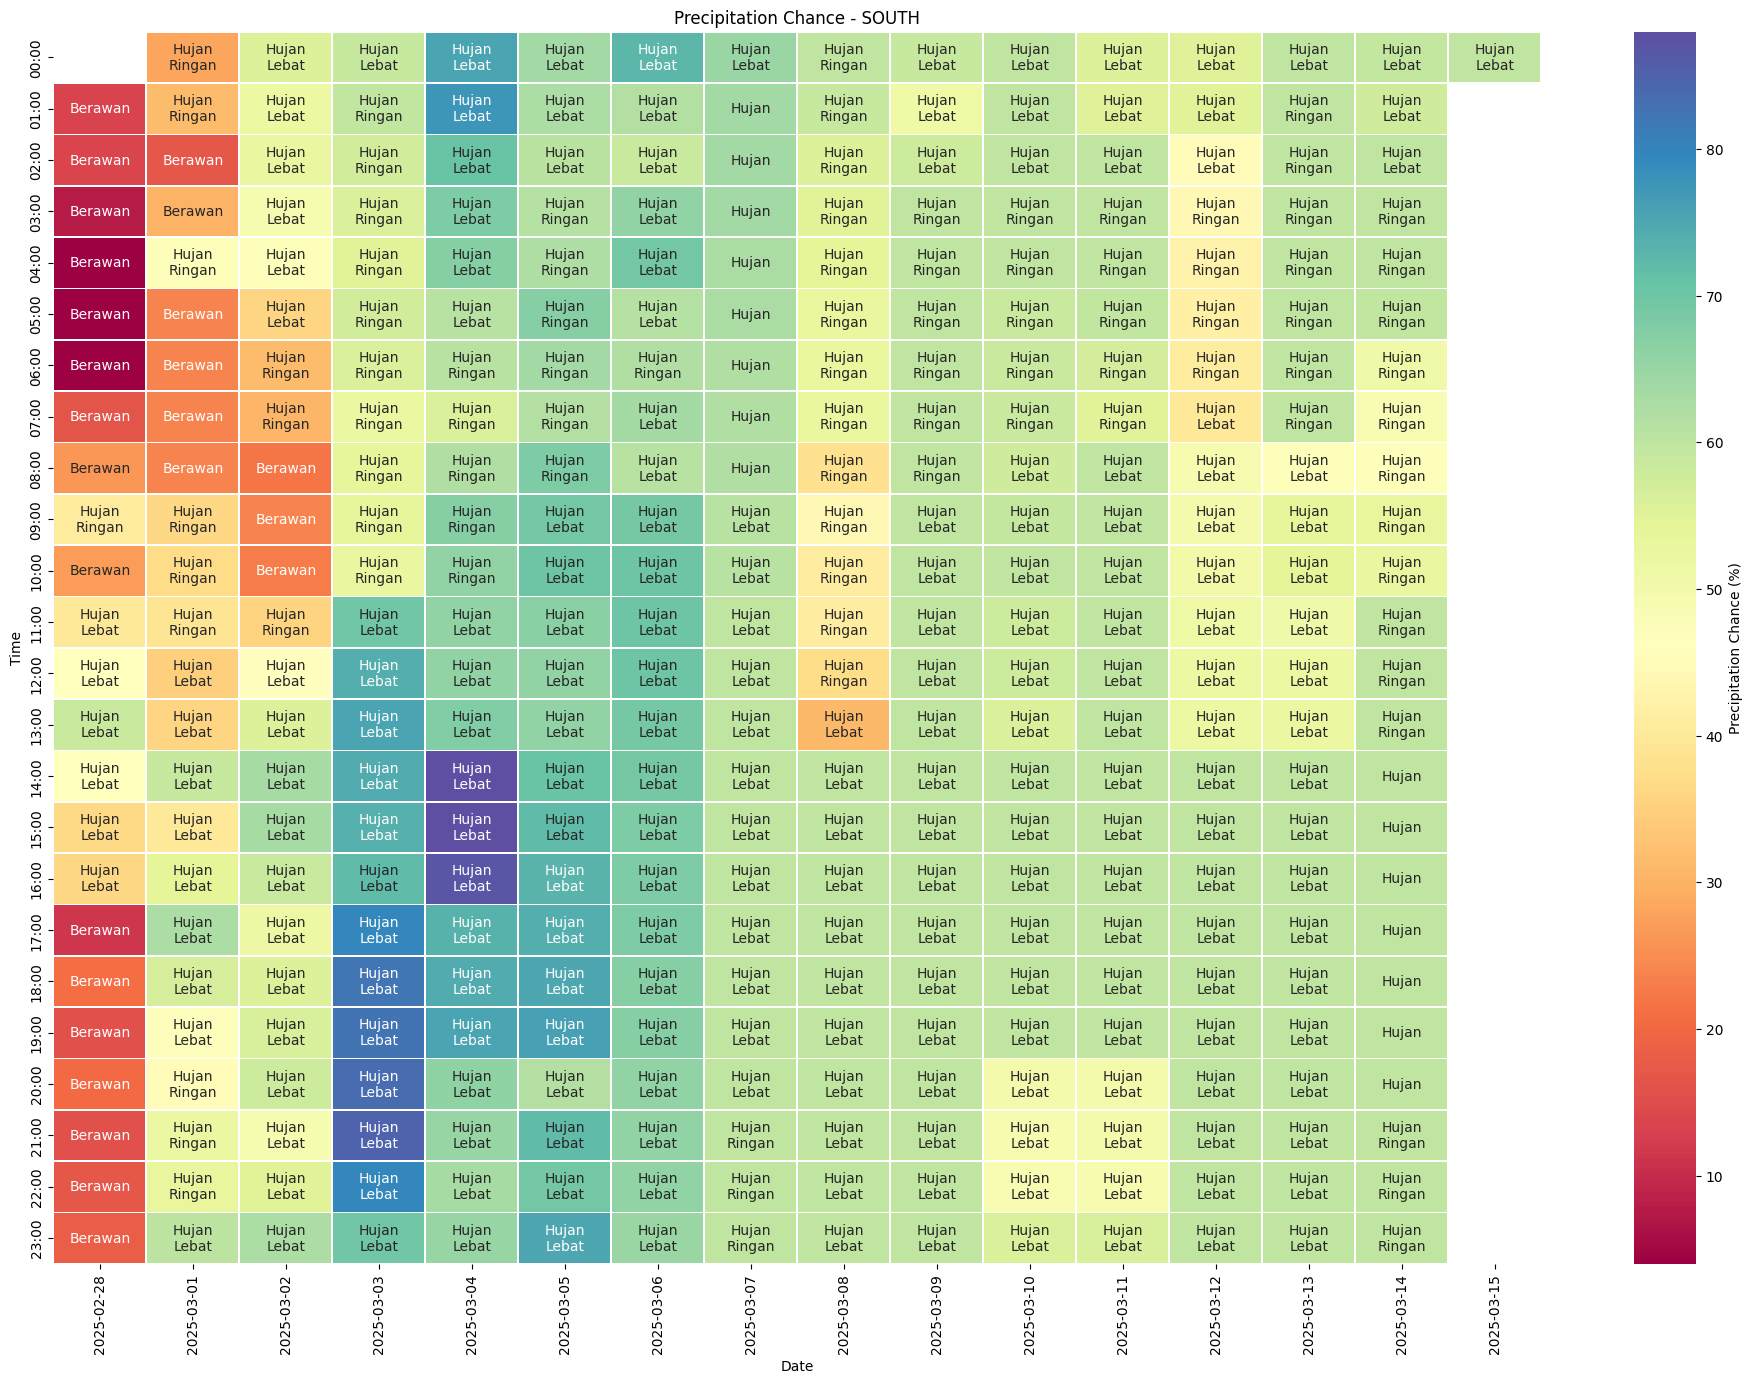 Precipitation Chance - SOUTH
00:00 Hujan Ringan Hujan Lebat Hujan Lebat Hujan Lebat Hujan Lebat Hujan Lebat Hujan Lebat Hujan Ringan Hujan Lebat Hujan Lebat Hujan Lebat Hujan Lebat Hujan Lebat Hujan Lebat Hujan Lebat
01:00 Berawan Hujan Ringan Hujan Lebat Hujan Ringan Hujan Lebat Hujan Lebat Hujan Lebat Hujan Hujan Ringan Hujan Lebat Hujan Lebat Hujan Lebat Hujan Lebat Hujan Ringan Hujan Lebat
02:00 Berawan Berawan Hujan Lebat Hujan Ringan Hujan Lebat Hujan Lebat Hujan Lebat Hujan Hujan Ringan Hujan Lebat Hujan Lebat Hujan Lebat Hujan Lebat Hujan Ringan Hujan Lebat
03:00 Berawan Berawan Hujan Lebat Hujan Ringan Hujan Lebat Hujan Ringan Hujan Lebat Hujan Hujan Ringan Hujan Ringan Hujan Ringan Hujan Ringan Hujan Ringan Hujan Ringan Hujan Ringan
04:00 Berawan Hujan Ringan Hujan Lebat Hujan Ringan Hujan Lebat Hujan Ringan Hujan Lebat Hujan Hujan Ringan Hujan Ringan Hujan Ringan Hujan Ringan Hujan Ringan Hujan Ringan Hujan Ringan
05:00 Berawan Berawan Hujan Lebat Hujan Ringan Hujan Lebat Hujan Ringan Hujan Lebat Hujan Hujan Ringan Hujan Ringan Hujan Ringan Hujan Ringan Hujan Ringan Hujan Ringan Hujan Ringan
06:00 Berawan Berawan Hujan Ringan Hujan Ringan Hujan Ringan Hujan Ringan Hujan Ringan Hujan Hujan Ringan Hujan Ringan Hujan Ringan Hujan Ringan Hujan Ringan Hujan Ringan Hujan Ringan
07:00 Berawan Berawan Hujan Ringan Hujan Ringan Hujan Ringan Hujan Ringan Hujan Lebat Hujan Hujan Ringan Hujan Ringan Hujan Ringan Hujan Ringan Hujan Lebat Hujan Ringan Hujan Ringan
08:00 Berawan Berawan Berawan Hujan Ringan Hujan Ringan Hujan Ringan Hujan Lebat Hujan Hujan Ringan Hujan Ringan Hujan Lebat Hujan Lebat Hujan Lebat Hujan Lebat Hujan Ringan
09:00 Hujan Ringan Hujan Ringan Berawan Hujan Ringan Hujan Ringan Hujan Lebat Hujan Lebat Hujan Lebat Hujan Ringan Hujan Lebat Hujan Lebat Hujan Lebat Hujan Lebat Hujan Lebat Hujan Ringan
10:00 Berawan Hujan Ringan Berawan Hujan Ringan Hujan Ringan Hujan Lebat Hujan Lebat Hujan Lebat Hujan Ringan Hujan Lebat Hujan Lebat Hujan Lebat Hujan Lebat Hujan Lebat Hujan Ringan
11:00 Hujan Lebat Hujan Ringan Hujan Ringan Hujan Lebat Hujan Lebat Hujan Lebat Hujan Lebat Hujan Lebat Hujan Ringan Hujan Lebat Hujan Lebat Hujan Lebat Hujan Lebat Hujan Lebat Hujan Ringan
12:00 Hujan Lebat Hujan Lebat Hujan Lebat Hujan Lebat Hujan Lebat Hujan Lebat Hujan Lebat Hujan Lebat Hujan Ringan Hujan Lebat Hujan Lebat Hujan Lebat Hujan Lebat Hujan Lebat Hujan Ringan
13:00 Hujan Lebat Hujan Lebat Hujan Lebat Hujan Lebat Hujan Lebat Hujan Lebat Hujan Lebat Hujan Lebat Hujan Lebat Hujan Lebat Hujan Lebat Hujan Lebat Hujan Lebat Hujan Lebat Hujan Ringan
14:00 Hujan Lebat Hujan Lebat Hujan Lebat Hujan Lebat Hujan Lebat Hujan Lebat Hujan Lebat Hujan Lebat Hujan Lebat Hujan Lebat Hujan Lebat Hujan Lebat Hujan Lebat Hujan Lebat Hujan
15:00 Hujan Lebat Hujan Lebat Hujan Lebat Hujan Lebat Hujan Lebat Hujan Lebat Hujan Lebat Hujan Lebat Hujan Lebat Hujan Lebat Hujan Lebat Hujan Lebat Hujan Lebat Hujan Lebat Hujan
16:00 Hujan Lebat Hujan Lebat Hujan Lebat Hujan Lebat Hujan Lebat Hujan Lebat Hujan Lebat Hujan Lebat Hujan Lebat Hujan Lebat Hujan Lebat Hujan Lebat Hujan Lebat Hujan Lebat Hujan
17:00 Berawan Hujan Lebat Hujan Lebat Hujan Lebat Hujan Lebat Hujan Lebat Hujan Lebat Hujan Lebat Hujan Lebat Hujan Lebat Hujan Lebat Hujan Lebat Hujan Lebat Hujan Lebat Hujan
18:00 Berawan Hujan Lebat Hujan Lebat Hujan Lebat Hujan Lebat Hujan Lebat Hujan Lebat Hujan Lebat Hujan Lebat Hujan Lebat Hujan Lebat Hujan Lebat Hujan Lebat Hujan Lebat Hujan
19:00 Berawan Hujan Lebat Hujan Lebat Hujan Lebat Hujan Lebat Hujan Lebat Hujan Lebat Hujan Lebat Hujan Lebat Hujan Lebat Hujan Lebat Hujan Lebat Hujan Lebat Hujan Lebat Hujan
20:00 Berawan Hujan Ringan Hujan Lebat Hujan Lebat Hujan Lebat Hujan Lebat Hujan Lebat Hujan Lebat Hujan Lebat Hujan Lebat Hujan Lebat Hujan Lebat Hujan Lebat Hujan Lebat Hujan
21:00 Berawan Hujan Ringan Hujan Lebat Hujan Lebat Hujan Lebat Hujan Lebat Hujan Lebat Hujan Ringan Hujan Lebat Hujan Lebat Hujan Lebat Hujan Lebat Hujan Lebat Hujan Lebat Hujan Ringan
22:00 Berawan Hujan Ringan Hujan Lebat Hujan Lebat Hujan Lebat Hujan Lebat Hujan Lebat Hujan Ringan Hujan Lebat Hujan Lebat Hujan Lebat Hujan Lebat Hujan Lebat Hujan Lebat Hujan Ringan
23:00 Berawan Hujan Lebat Hujan Lebat Hujan Lebat Hujan Lebat Hujan Lebat Hujan Lebat Hujan Ringan Hujan Lebat Hujan Lebat Hujan Lebat Hujan Lebat Hujan Lebat Hujan Lebat Hujan Ringan
Time
2025-02-28 2025-03-01 2025-03-02 2025-03-03 2025-03-04 2025-03-05 2025-03-06 2025-03-07 2025-03-08 2025-03-09 2025-03-10 2025-03-11 2025-03-12 2025-03-13 2025-03-14 2025-03-15
Date
80
70
60
50
40
30
20
10
Precipitation Chance (%)